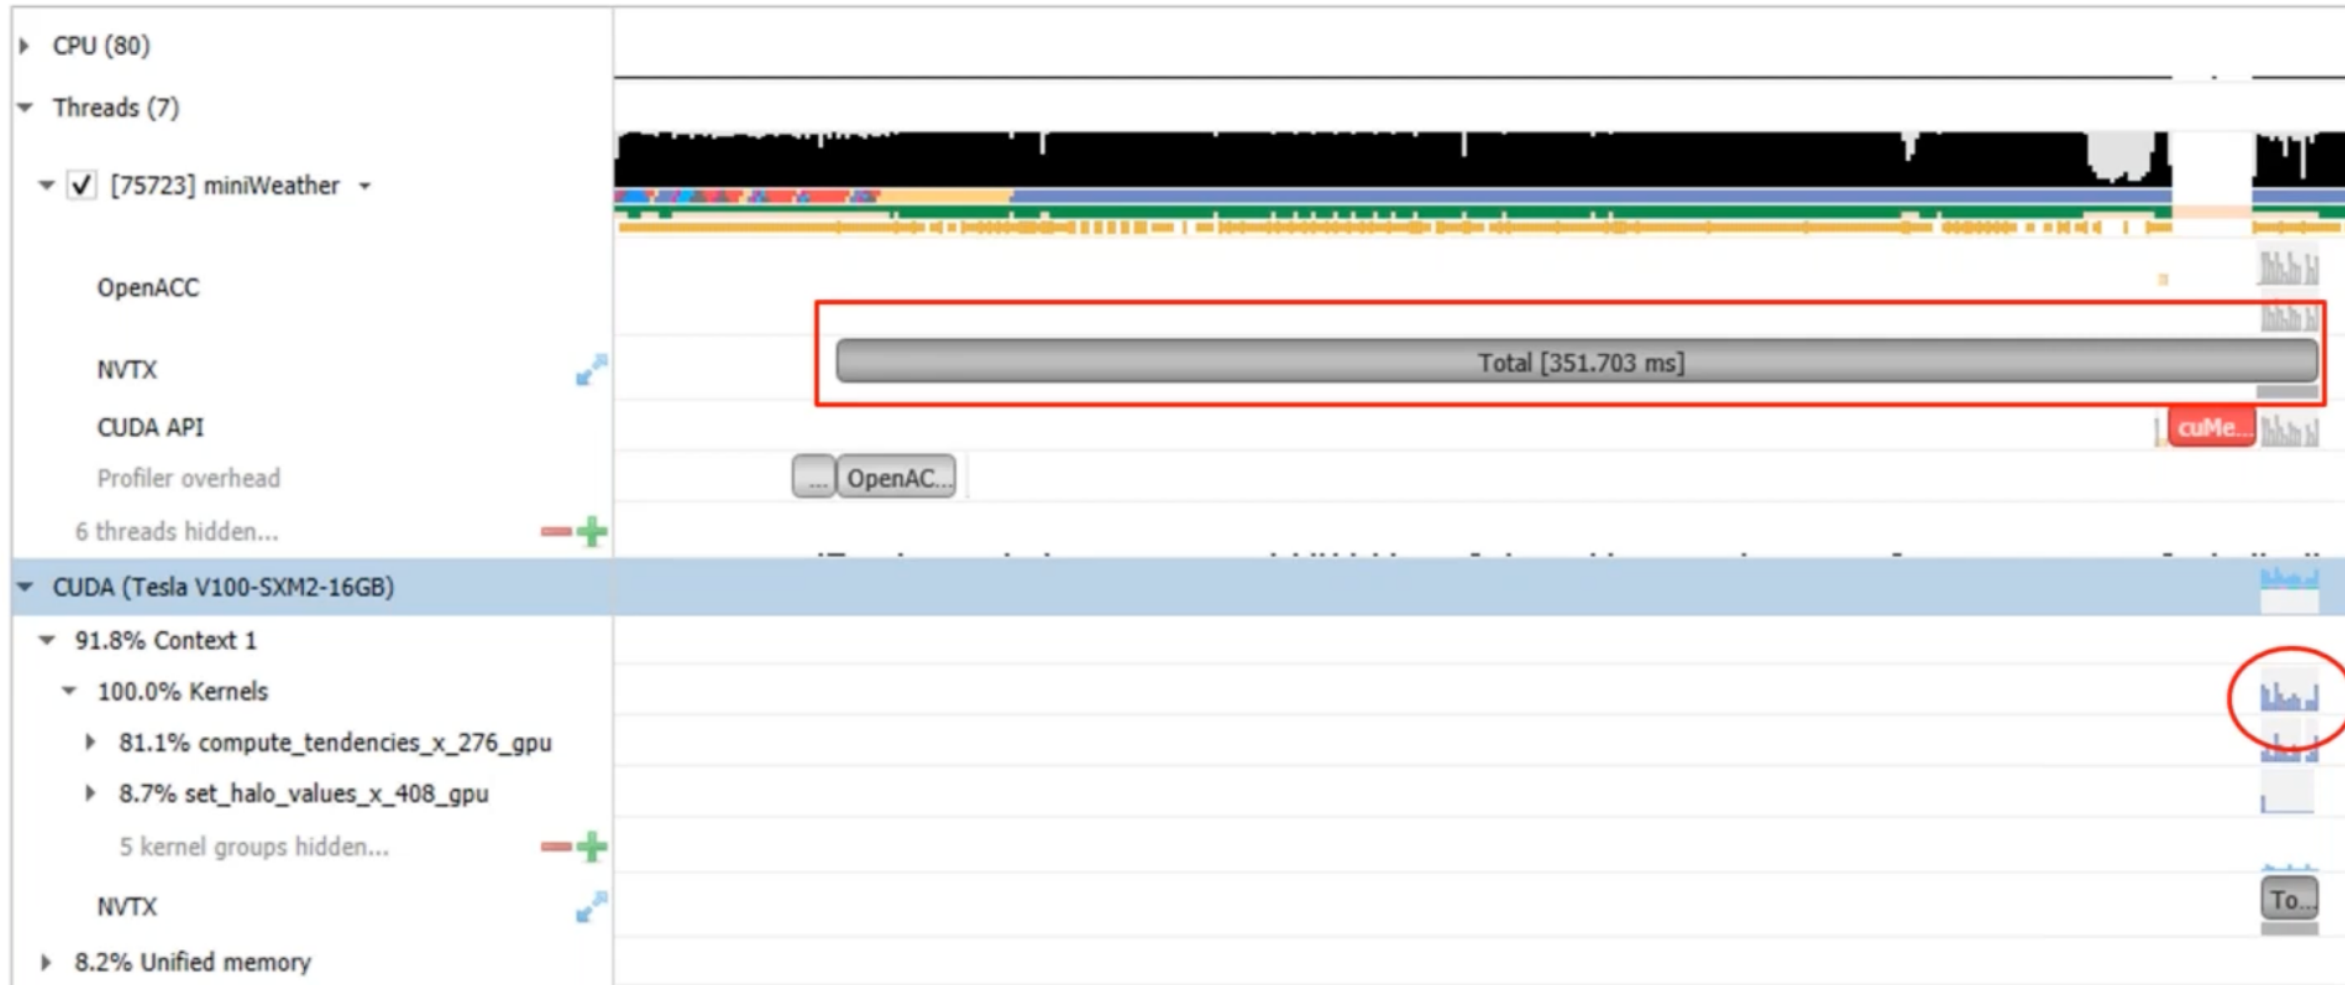 CPU (80)
Threads (7)
[75723] miniWeather
OpenACC
NVTX
Total [351.703 ms]
CUDA API
cuMe...
Profiler overhead
...
OpenAC...
6 threads hidden...
CUDA (Tesla V100-SXM2-16GB)
91.8% Context 1
100.0% Kernels
81.1% compute_tendencies_x_276_gpu
8.7% set_halo_values_x_408_gpu
5 kernel groups hidden...
NVTX
To...
8.2% Unified memory